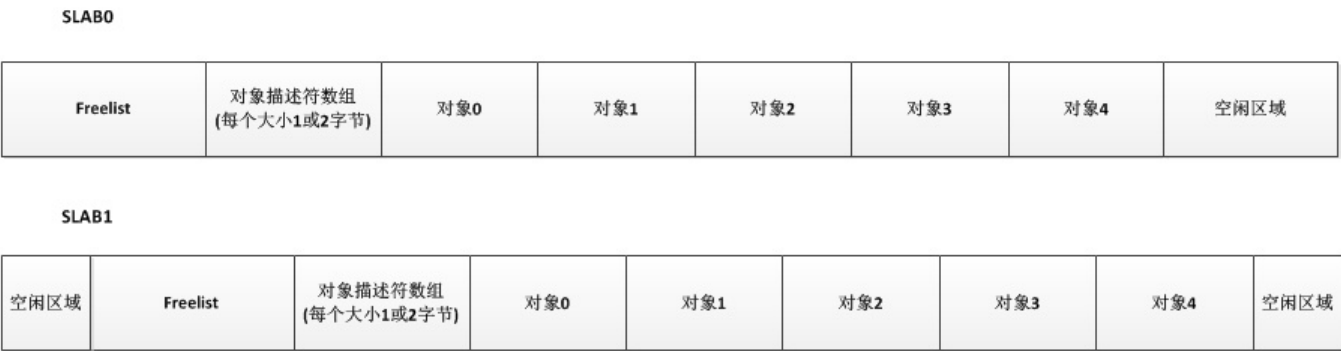 SLAB0
Freelist
对象描述符数组
(每个大小1或2字节)
对象0
对象1
对象2
对象3
对象4
空闲区域
SLAB1
空闲区域
Freelist
对象描述符数组
(每个大小1或2字节)
对象0
对象1
对象2
对象3
对象4
空闲区域